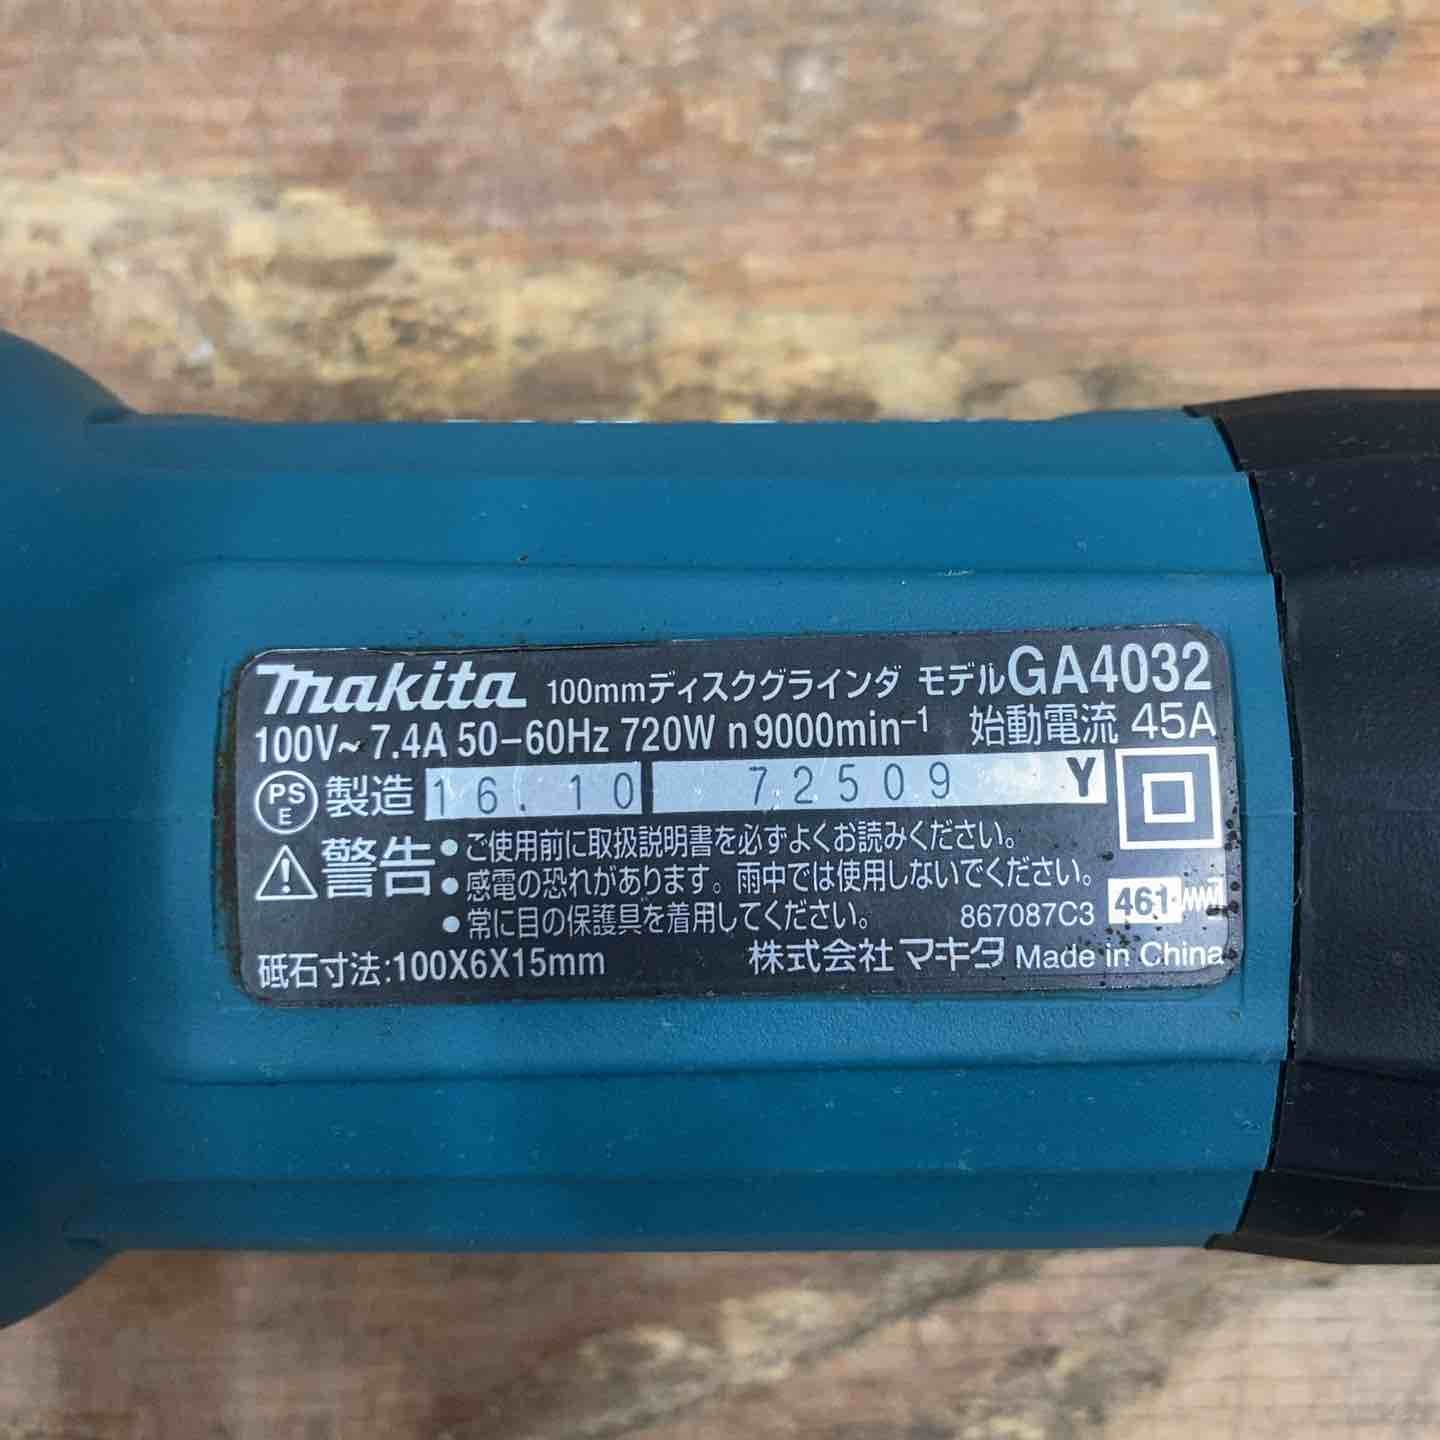 makita 100mmディスクグラインダ モデルGA4032
100V~ 7.4A 50-60Hz 720W n 9000min⁻¹ 始動電流 45A
PS E 製造 16. 10 72509 Y
⚠警告 • ご使用前に取扱説明書を必ずよくお読みください。
• 感電の恐れがあります。雨中では使用しないでください。
• 常に目の保護具を着用してください。 867087C3 461
砥石寸法:100X6X15mm 株式会社 マキタ Made in China